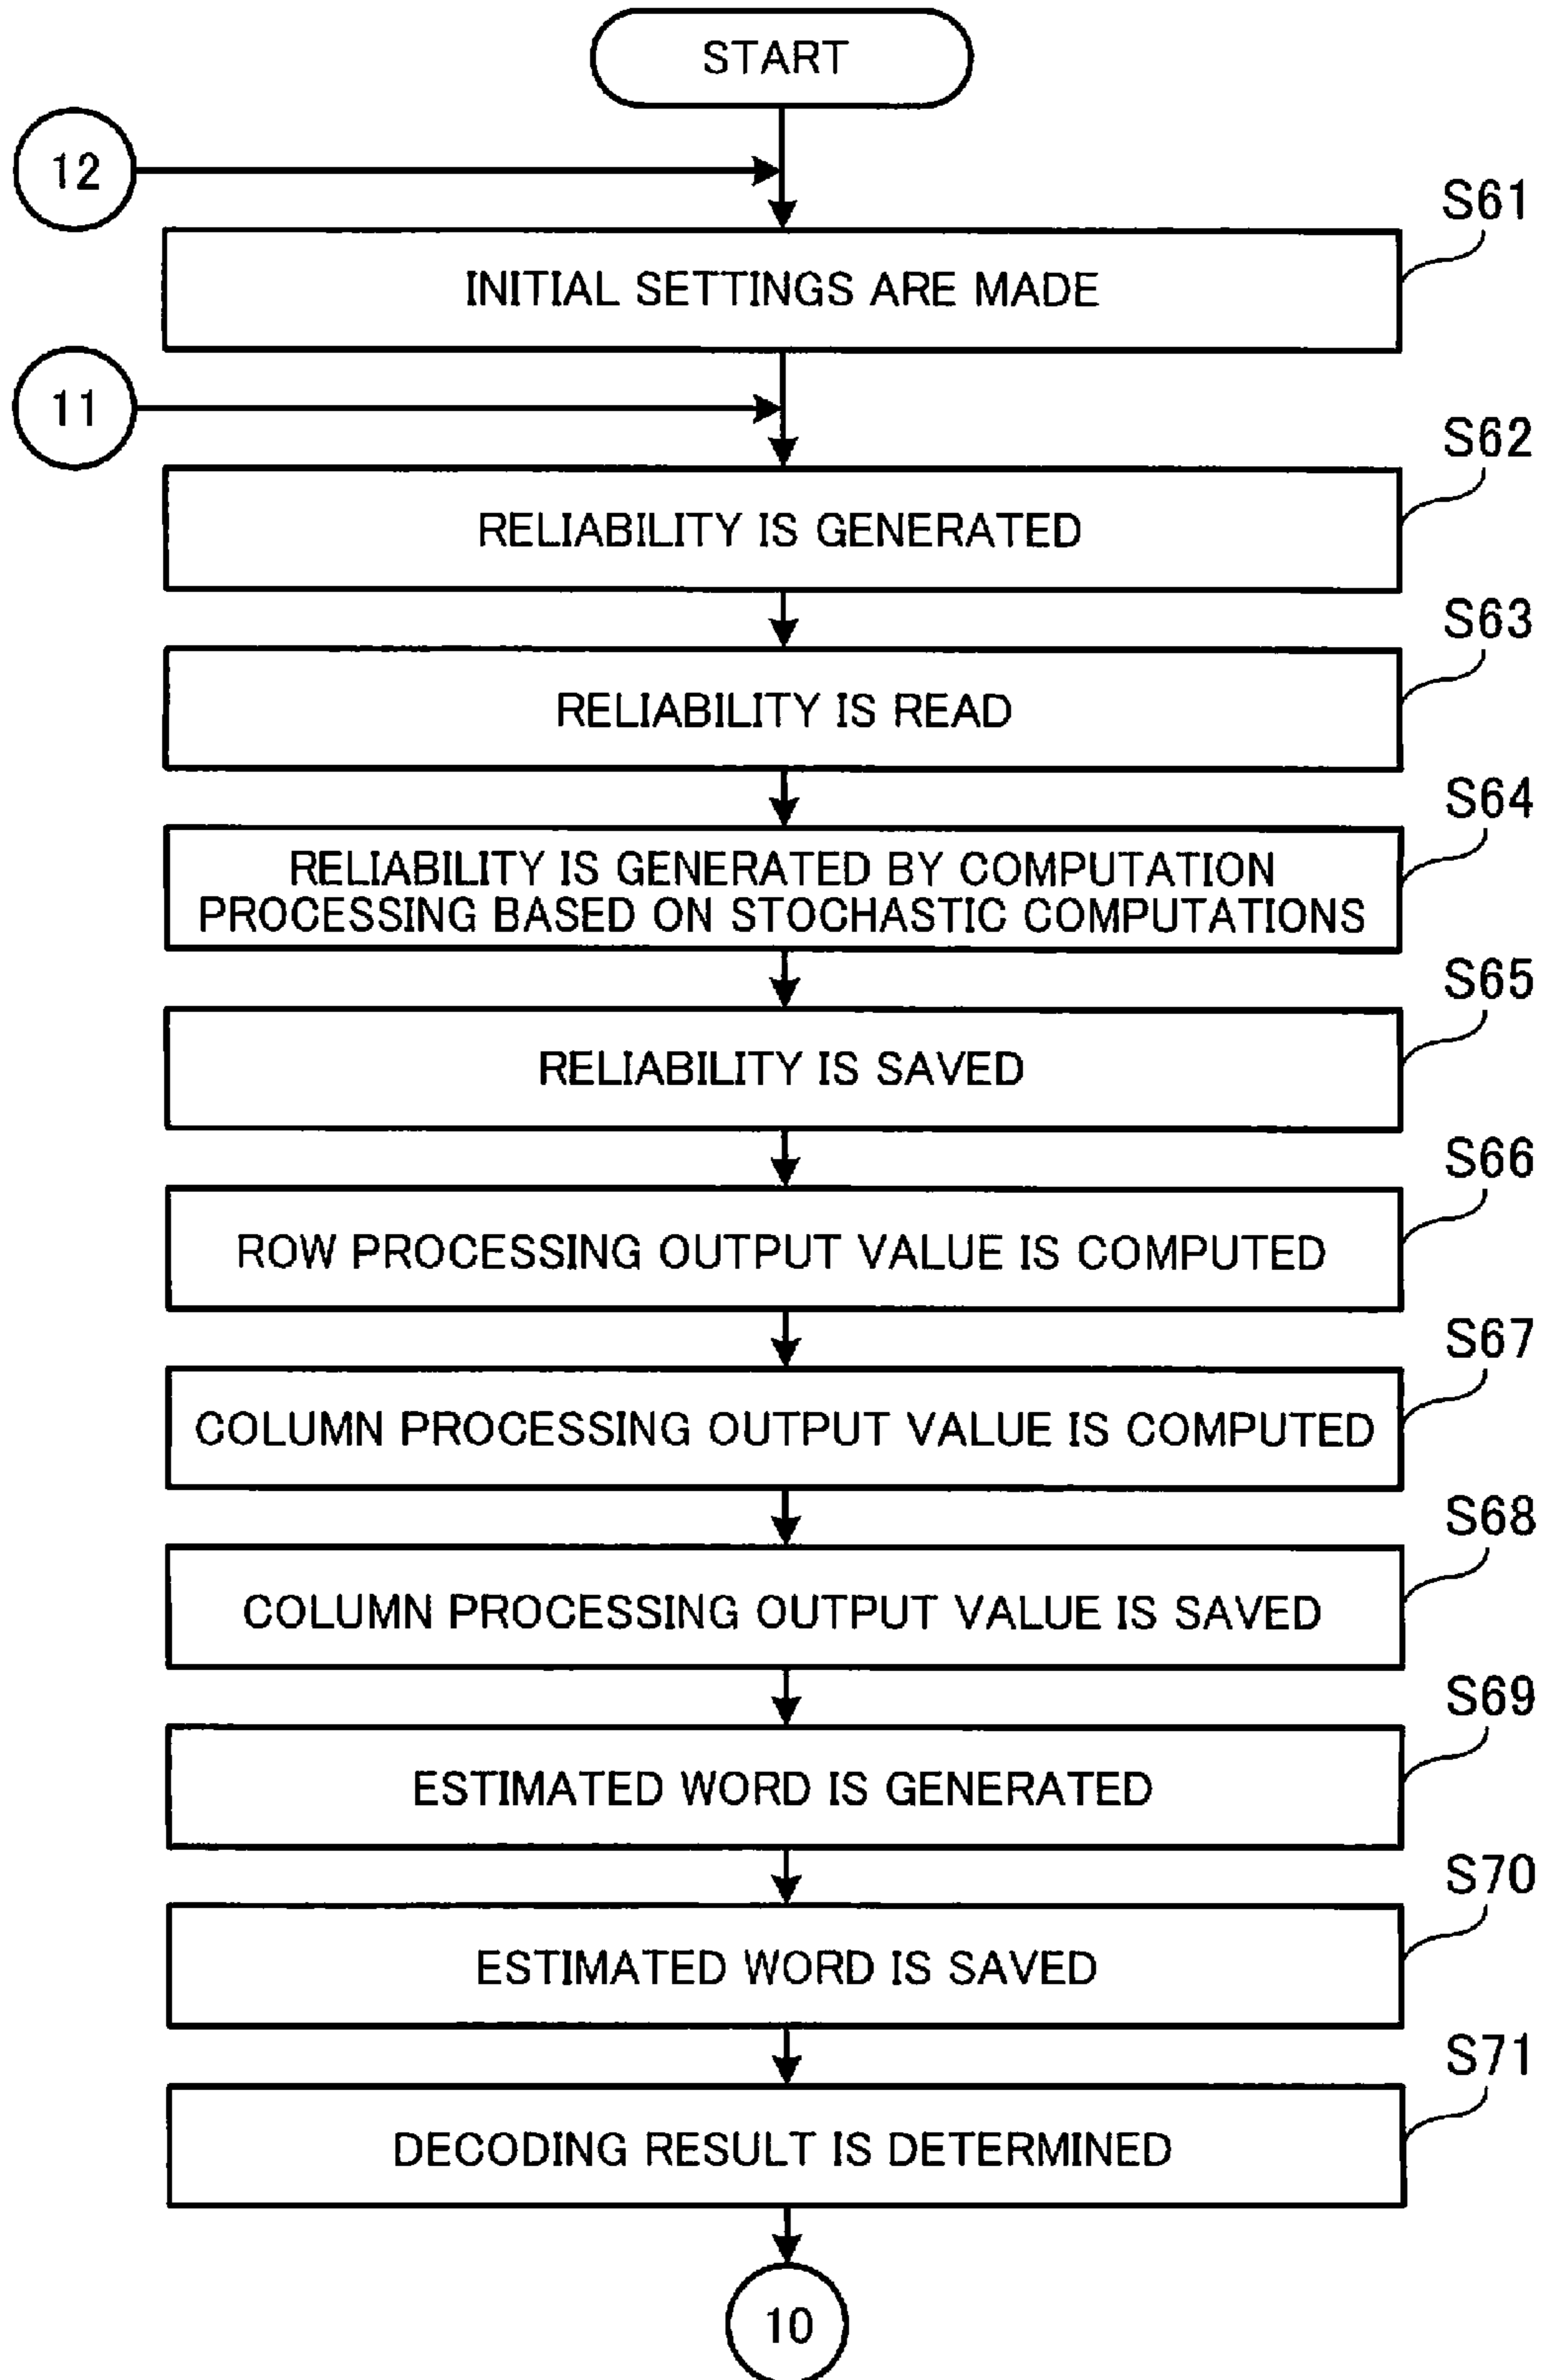 START
12
S61
INITIAL SETTINGS ARE MADE
11
S62
RELIABILITY IS GENERATED
S63
RELIABILITY IS READ
S64
RELIABILITY IS GENERATED BY COMPUTATION
PROCESSING BASED ON STOCHASTIC COMPUTATIONS
S65
RELIABILITY IS SAVED
S66
ROW PROCESSING OUTPUT VALUE IS COMPUTED
S67
COLUMN PROCESSING OUTPUT VALUE IS COMPUTED
S68
COLUMN PROCESSING OUTPUT VALUE IS SAVED
S69
ESTIMATED WORD IS GENERATED
S70
ESTIMATED WORD IS SAVED
S71
DECODING RESULT IS DETERMINED
10